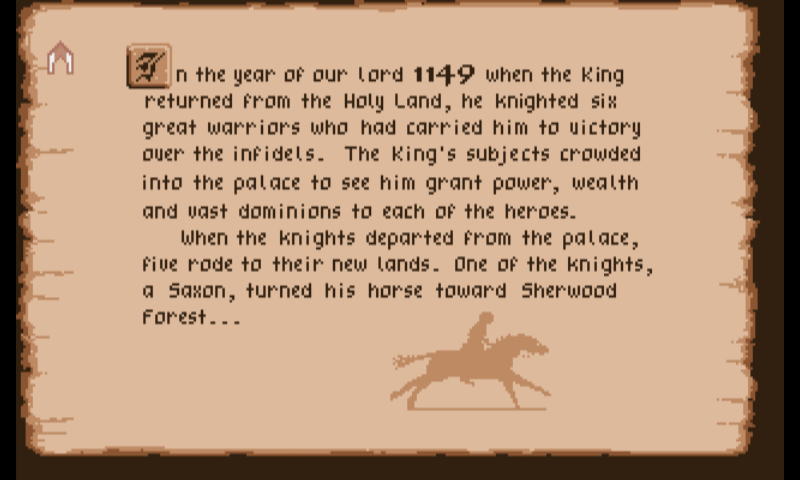 In the year of our Lord 1149 when the King
returned from the Holy Land, he knighted six
great warriors who had carried him to victory
over the infidels. The King's subjects crowded
into the palace to see him grant power, wealth
and vast dominions to each of the heroes.
When the knights departed from the palace,
five rode to their new lands. One of the knights,
a Saxon, turned his horse toward Sherwood
Forest...